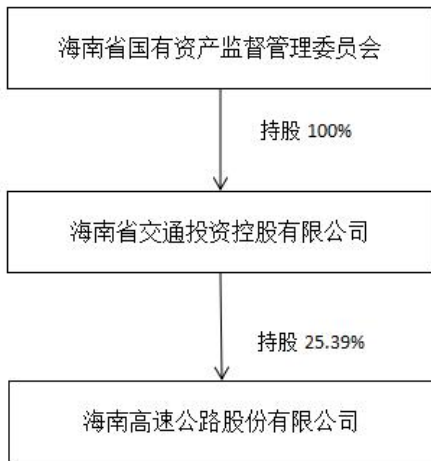 海南省国有资产监督管理委员会
持股 100%
海南省交通投资控股有限公司
持股 25.39%
海南高速公路股份有限公司